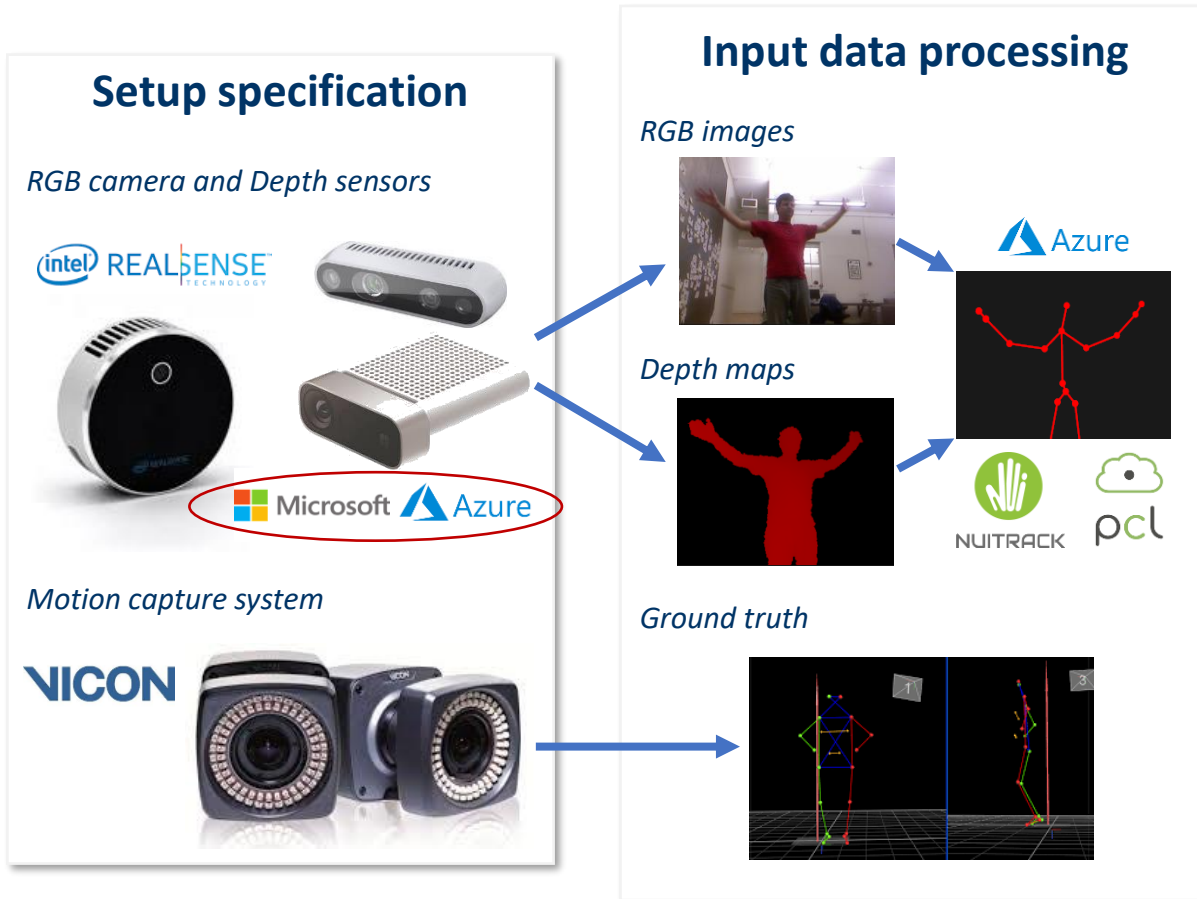 Setup specification
RGB camera and Depth sensors
intel REALSENSE™
TECHNOLOGY
Microsoft Azure
Motion capture system
VICON
Input data processing
RGB images
Azure
Depth maps
NUITRACK
pcl
Ground truth
1
3